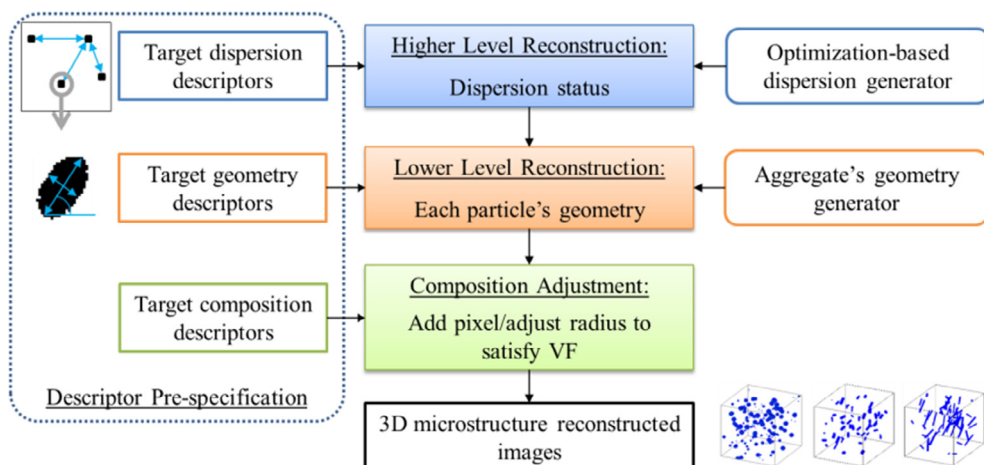 Target dispersion
descriptors
Higher Level Reconstruction:
Dispersion status
Optimization-based
dispersion generator
Target geometry
descriptors
Lower Level Reconstruction:
Each particle's geometry
Aggregate's geometry
generator
Target composition
descriptors
Composition Adjustment:
Add pixel/adjust radius to
satisfy VF
Descriptor Pre-specification
3D microstructure reconstructed
images